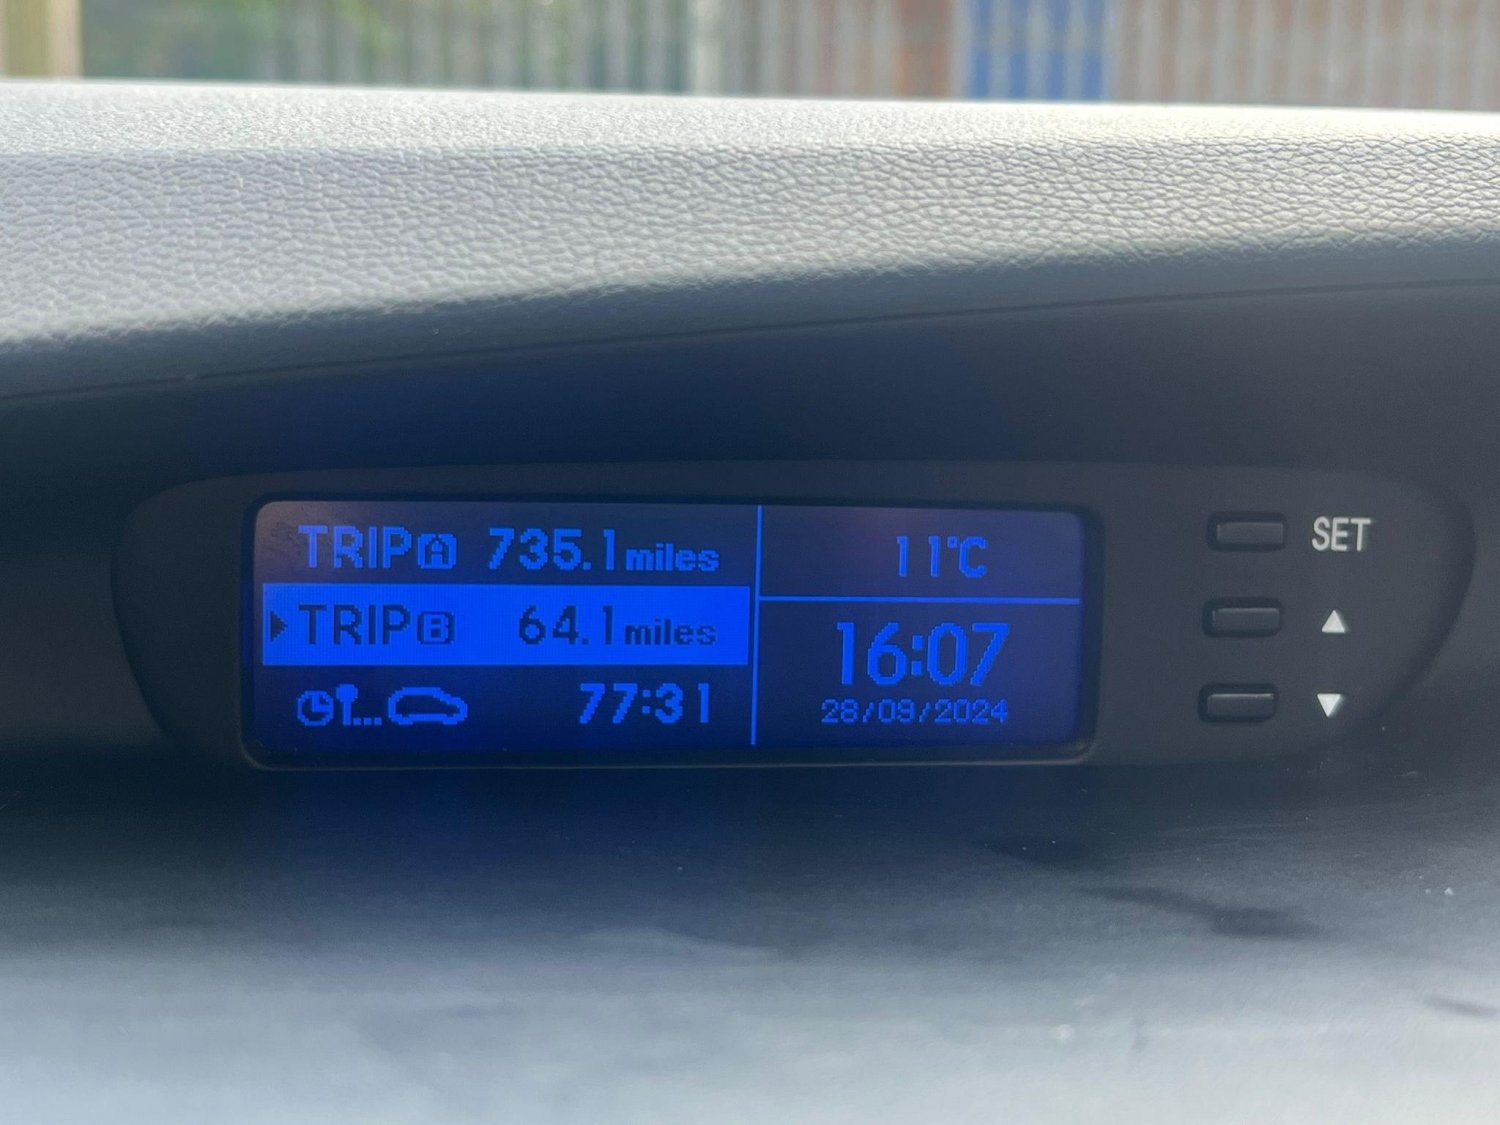 TRIP A 735.1 miles
TRIP B 64.1 miles
77:31
11°C
16:07
28/09/2024
SET